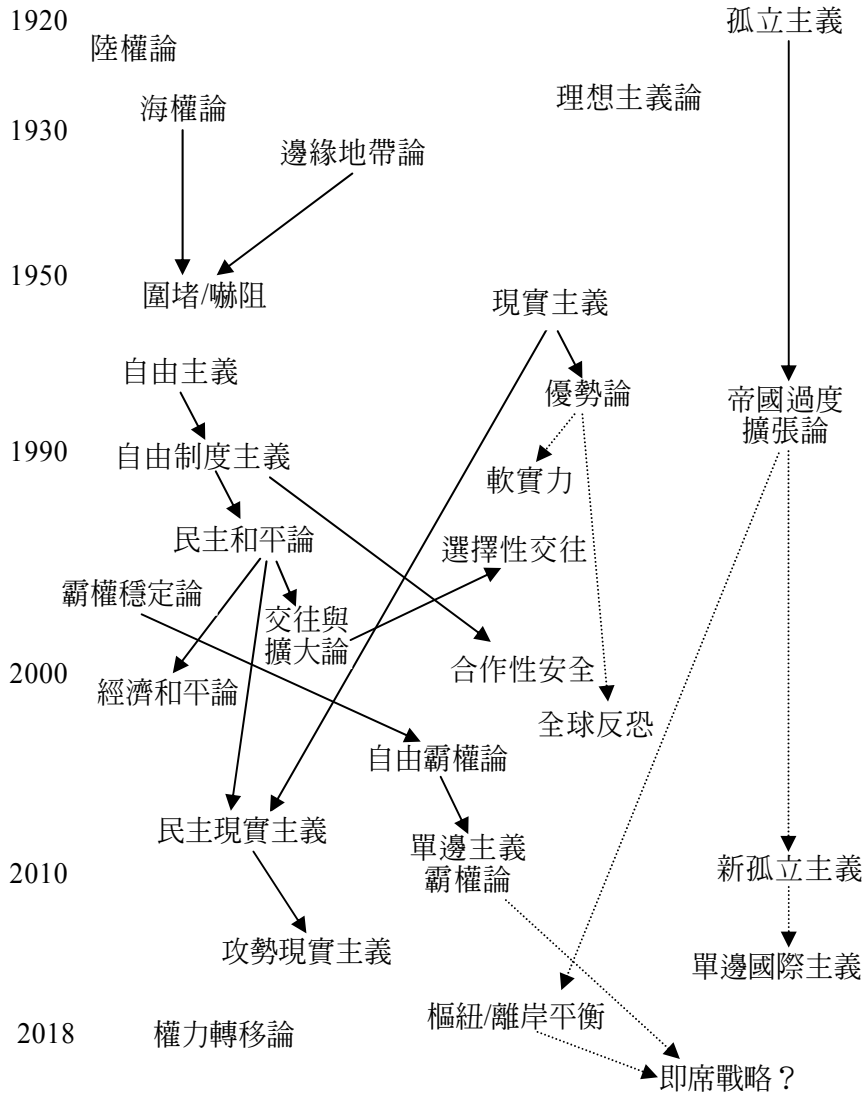 1920
孤立主義
陸權論
海權論
理想主義論
1930
邊緣地帶論
1950
圍堵/嚇阻
現實主義
自由主義
優勢論
帝國過度
擴張論
1990
自由制度主義
軟實力
民主和平論
選擇性交往
霸權穩定論
交往與
擴大論
2000
合作性安全
經濟和平論
全球反恐
自由霸權論
民主現實主義
單邊主義
霸權論
2010
新孤立主義
攻勢現實主義
單邊國際主義
樞紐/離岸平衡
2018
權力轉移論
即席戰略？